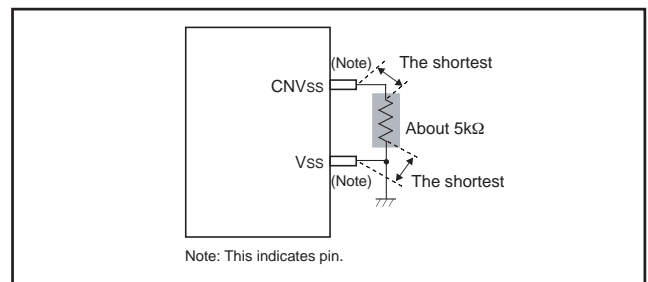 (Note)
The shortest
CNVSS
About 5kΩ
VSS
(Note)
The shortest
Note: This indicates pin.